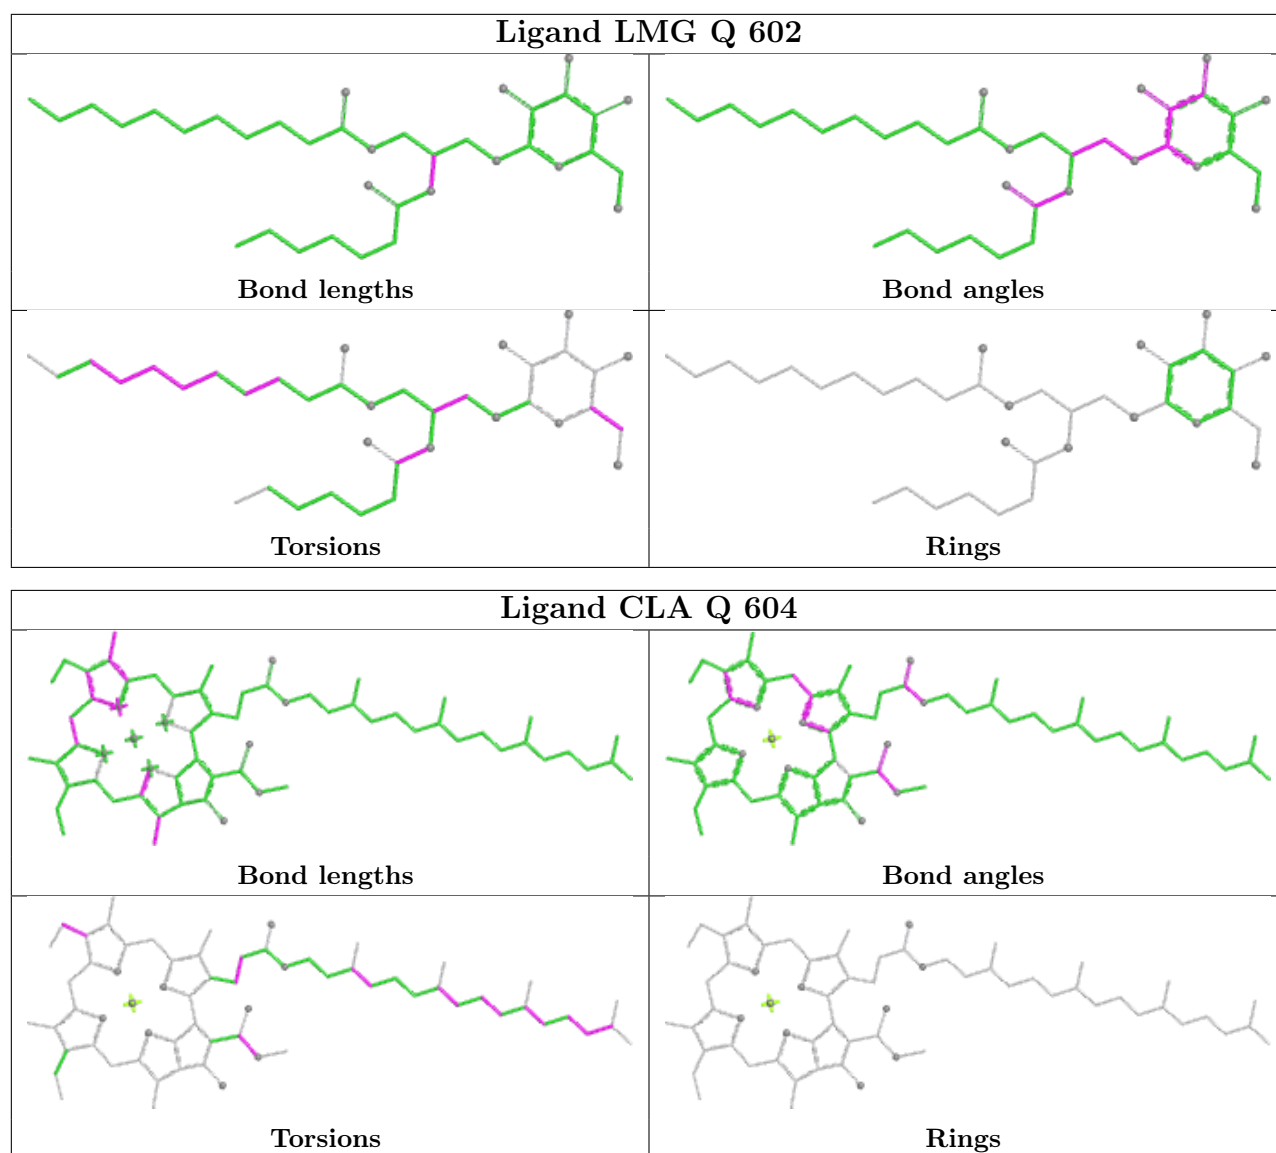 Ligand LMG Q 602
Bond lengths
Bond angles
Torsions
Rings
Ligand CLA Q 604
Bond lengths
Bond angles
Torsions
Rings